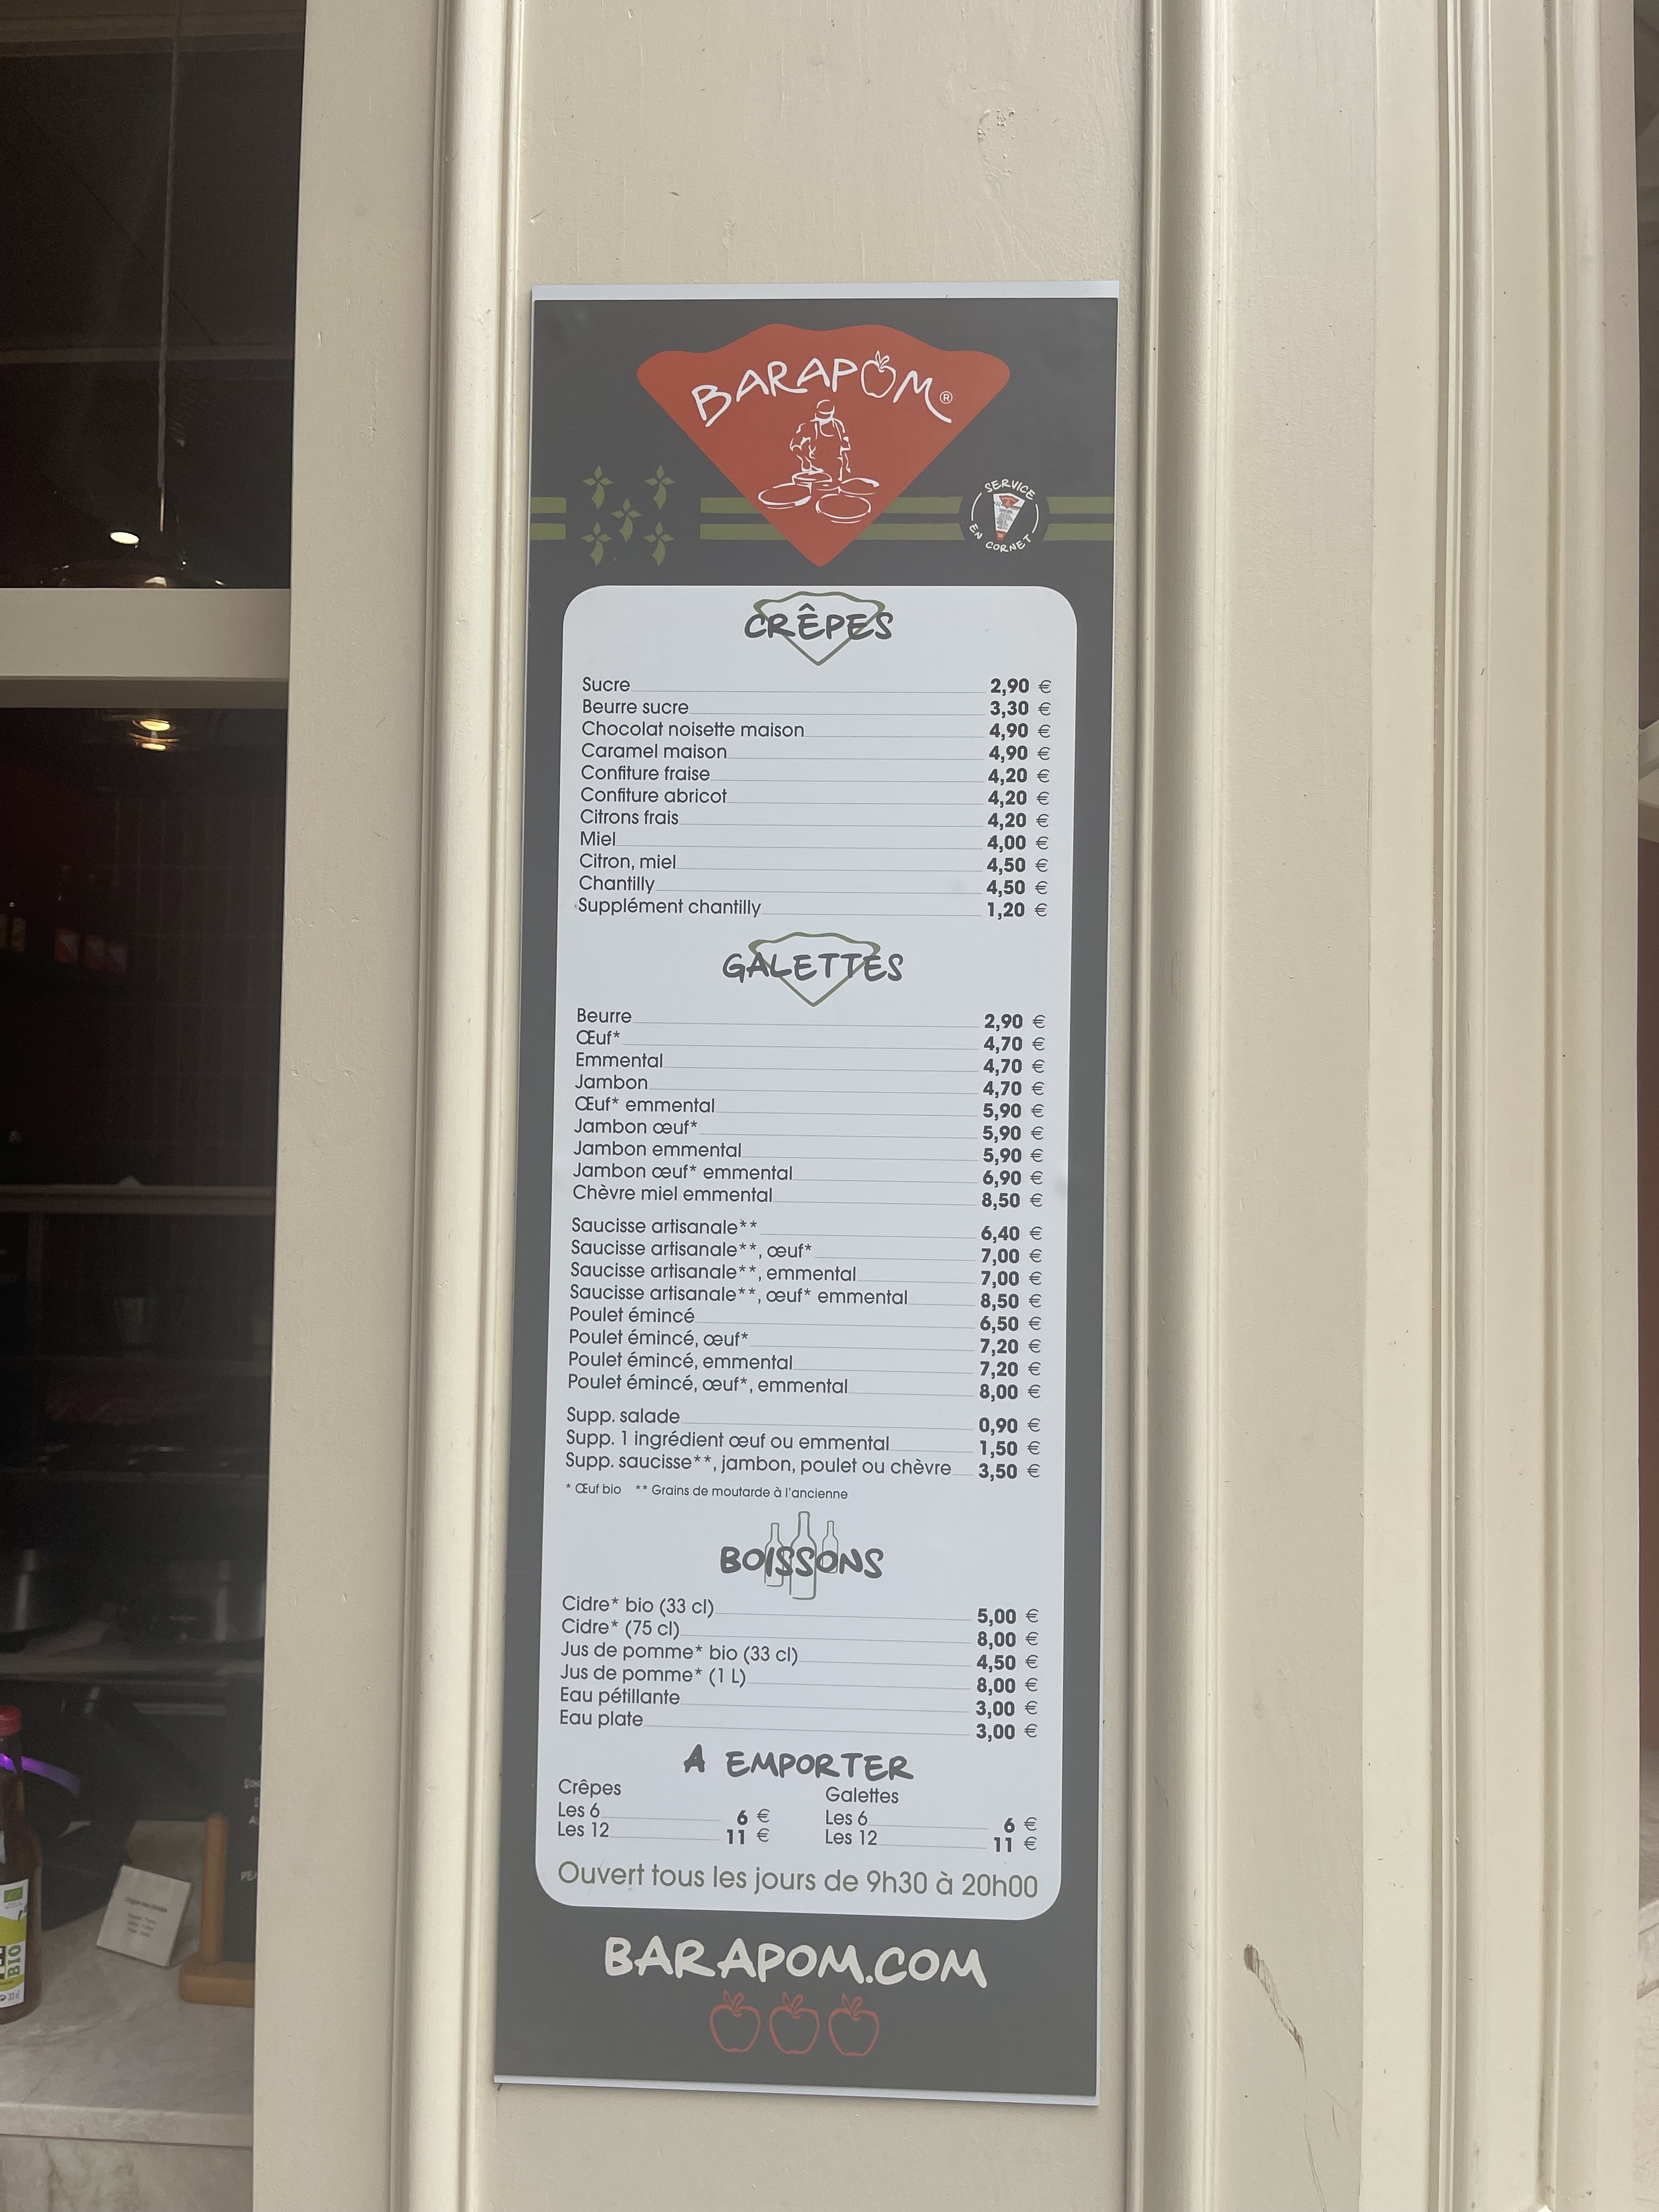 BARAPOM®
SERVICE
EN CORNET
CRÊPES
Sucre 2,90 €
Beurre sucre 3,30 €
Chocolat noisette maison 4,90 €
Caramel maison 4,90 €
Confiture fraise 4,20 €
Confiture abricot 4,20 €
Citrons frais 4,20 €
Miel 4,00 €
Citron, miel 4,50 €
Chantilly 4,50 €
Supplément chantilly 1,20 €
GALETTES
Beurre 2,90 €
Œuf* 4,70 €
Emmental 4,70 €
Jambon 4,70 €
Œuf* emmental 5,90 €
Jambon œuf* 5,90 €
Jambon emmental 5,90 €
Jambon œuf* emmental 6,90 €
Chèvre miel emmental 8,50 €
Saucisse artisanale** 6,40 €
Saucisse artisanale**, œuf* 7,00 €
Saucisse artisanale**, emmental 7,00 €
Saucisse artisanale**, œuf* emmental 8,50 €
Poulet émincé 6,50 €
Poulet émincé, œuf* 7,20 €
Poulet émincé, emmental 7,20 €
Poulet émincé, œuf*, emmental 8,00 €
Supp. salade 0,90 €
Supp. 1 ingrédient œuf ou emmental 1,50 €
Supp. saucisse**, jambon, poulet ou chèvre 3,50 €
* Œuf bio ** Grains de moutarde à l'ancienne
BOISSONS
Cidre* bio (33 cl) 5,00 €
Cidre* (75 cl) 8,00 €
Jus de pomme* bio (33 cl) 4,50 €
Jus de pomme* (1 L) 8,00 €
Eau pétillante 3,00 €
Eau plate 3,00 €
A EMPORTER
Crêpes Galettes
Les 6 6 € Les 6 6 €
Les 12 11 € Les 12 11 €
Ouvert tous les jours de 9h30 à 20h00
BARAPOM.COM
BIO